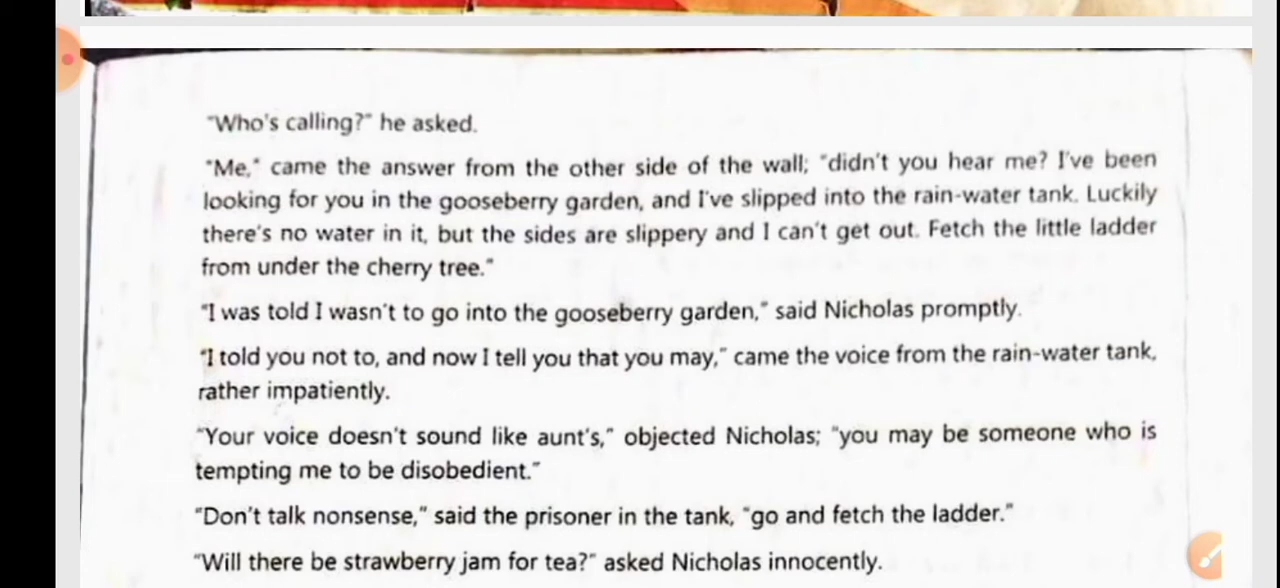 "Who's calling?" he asked.
"Me," came the answer from the other side of the wall; "didn't you hear me? I've been
looking for you in the gooseberry garden, and I've slipped into the rain-water tank. Luckily
there's no water in it, but the sides are slippery and I can't get out. Fetch the little ladder
from under the cherry tree."
"I was told I wasn't to go into the gooseberry garden," said Nicholas promptly.
"I told you not to, and now I tell you that you may," came the voice from the rain-water tank,
rather impatiently.
"Your voice doesn't sound like aunt's," objected Nicholas; "you may be someone who is
tempting me to be disobedient."
"Don't talk nonsense," said the prisoner in the tank, "go and fetch the ladder."
"Will there be strawberry jam for tea?" asked Nicholas innocently.